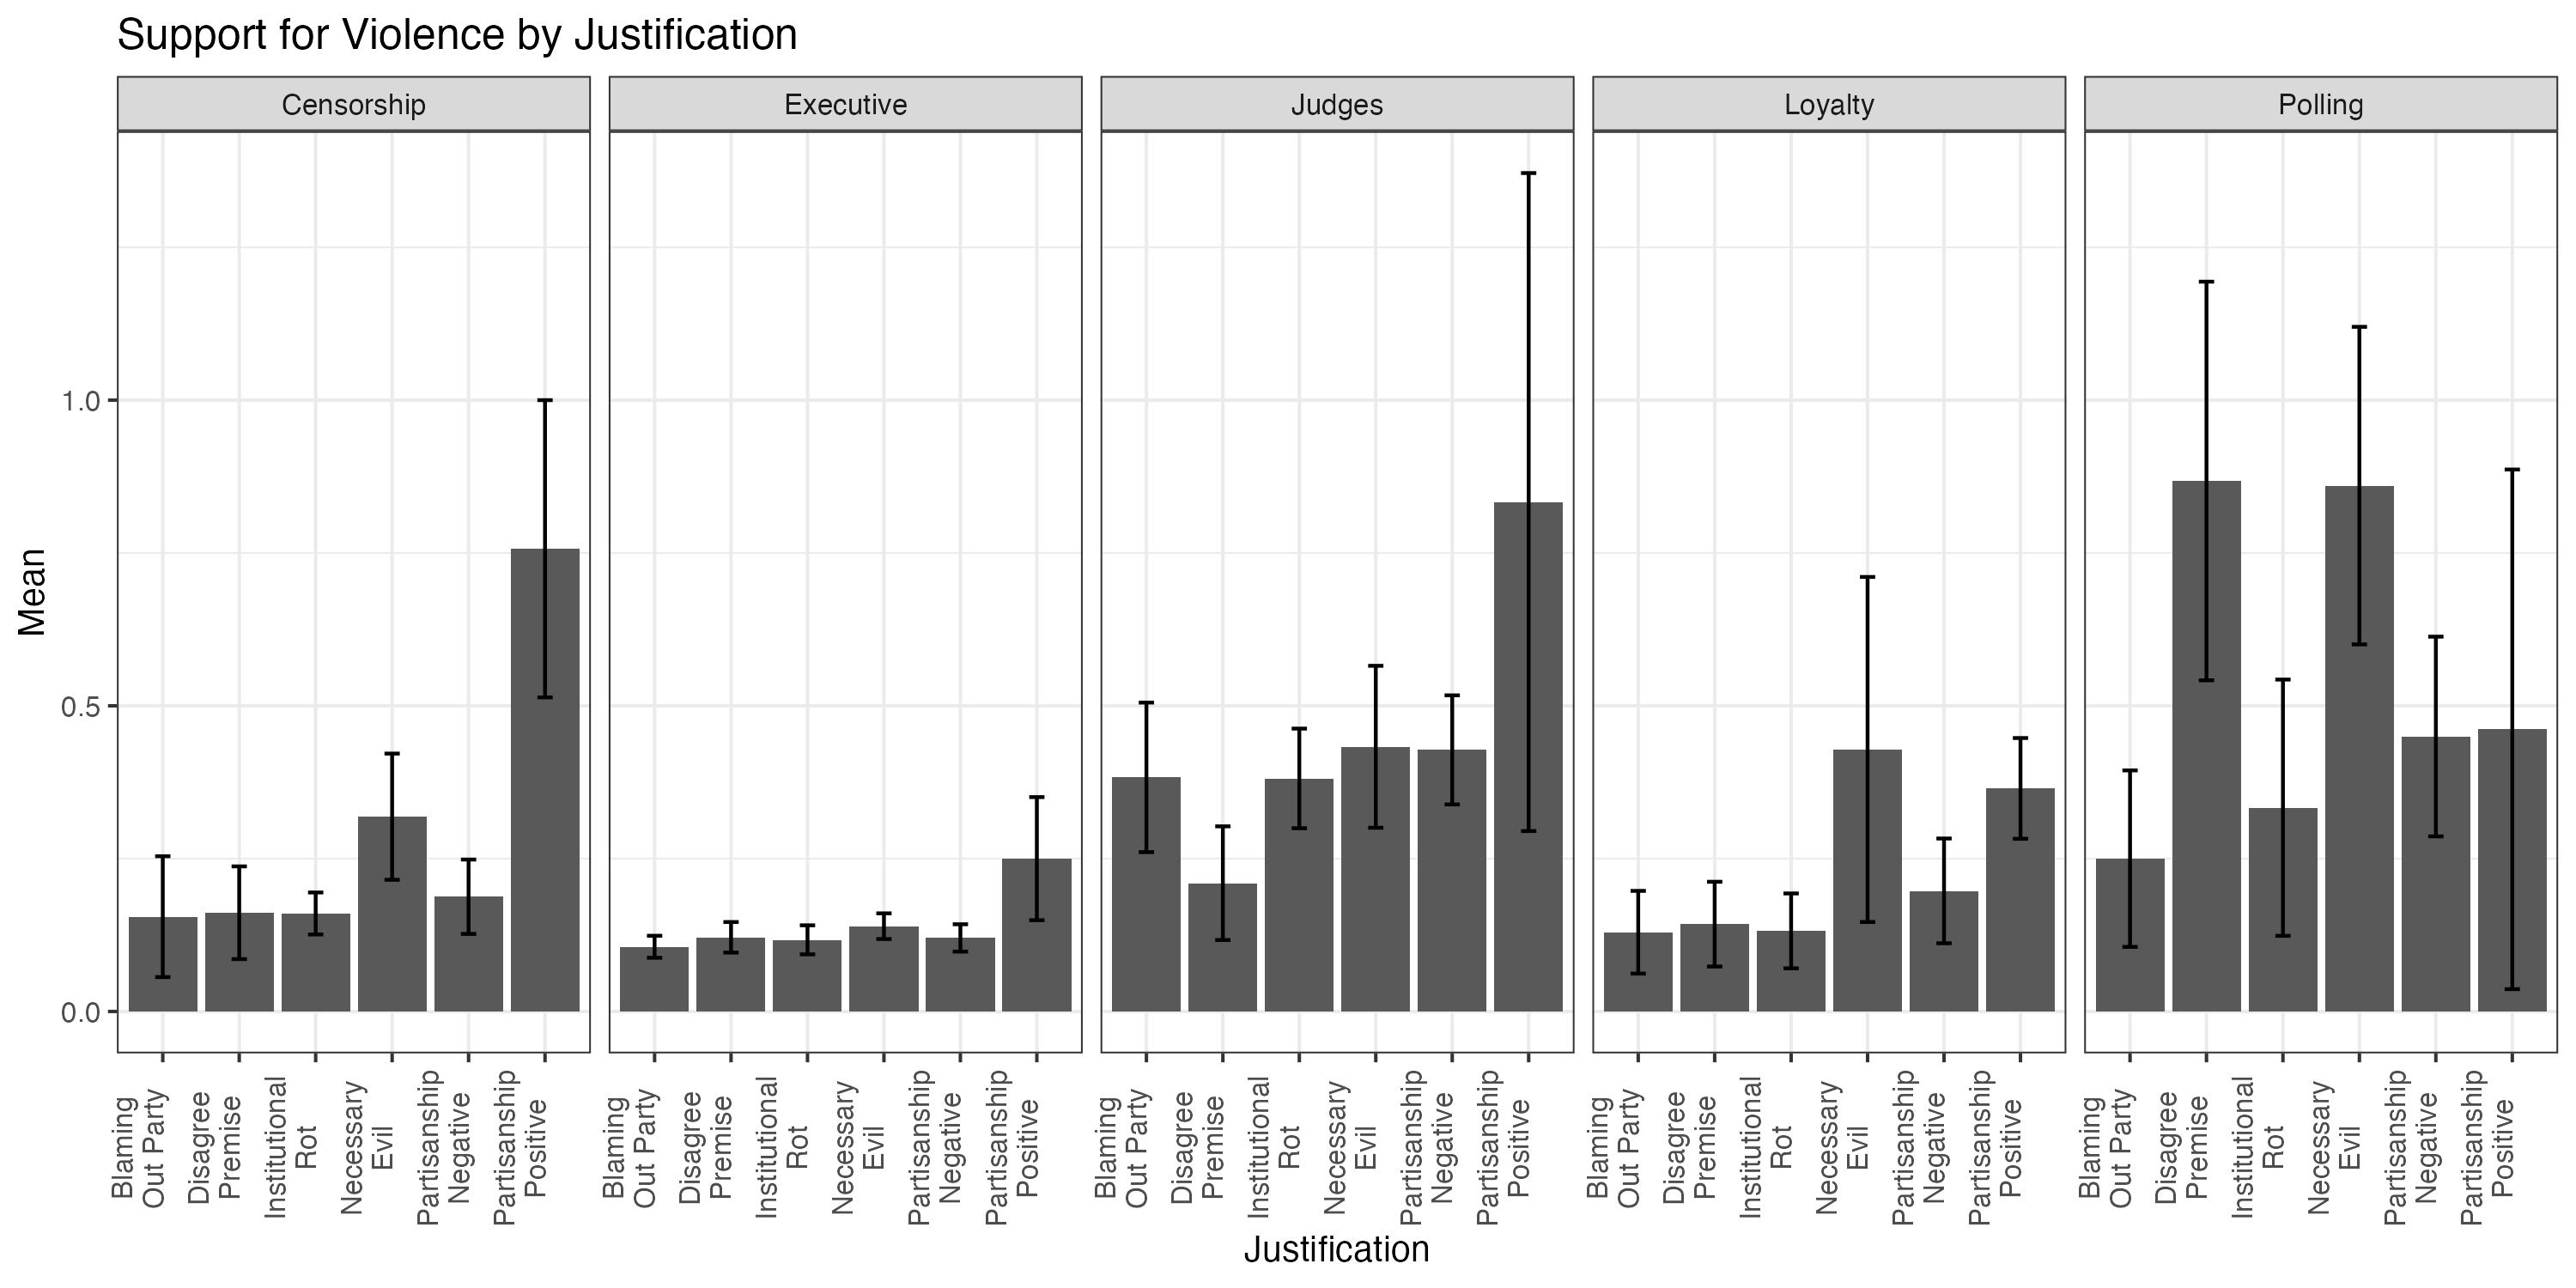 Support for Violence by Justification
Censorship
Executive
Judges
Loyalty
Polling
Mean
1.0
0.5
0.0
Blaming
Out Party
Disagree
Premise
Institutional
Rot
Necessary
Evil
Partisanship
Negative
Partisanship
Positive
Blaming
Out Party
Disagree
Premise
Institutional
Rot
Necessary
Evil
Partisanship
Negative
Partisanship
Positive
Blaming
Out Party
Disagree
Premise
Institutional
Rot
Necessary
Evil
Partisanship
Negative
Partisanship
Positive
Blaming
Out Party
Disagree
Premise
Institutional
Rot
Necessary
Evil
Partisanship
Negative
Partisanship
Positive
Blaming
Out Party
Disagree
Premise
Institutional
Rot
Necessary
Evil
Partisanship
Negative
Partisanship
Positive
Justification